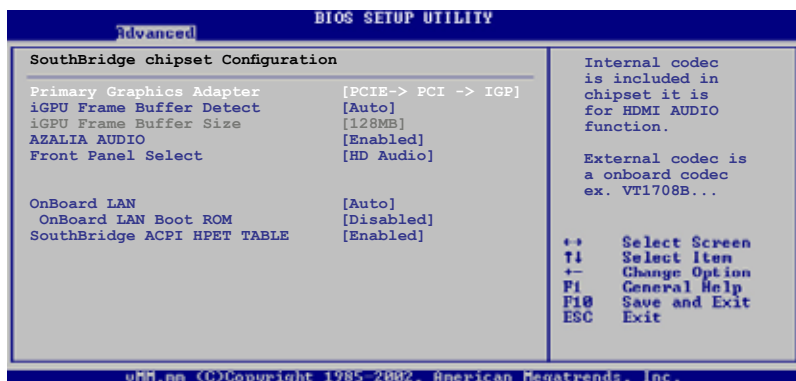 BIOS SETUP UTILITY
Advanced
SouthBridge chipset Configuration
Primary Graphics Adapter [PCIE-> PCI -> IGP]
iGPU Frame Buffer Detect [Auto]
iGPU Frame Buffer Size [128MB]
AZALIA AUDIO [Enabled]
Front Panel Select [HD Audio]
OnBoard LAN [Auto]
OnBoard LAN Boot ROM [Disabled]
SouthBridge ACPI HPET TABLE [Enabled]
Internal codec
is included in
chipset it is
for HDMI AUDIO
function.
External codec is
a onboard codec
ex. VT1708B...
↔ Select Screen
↑↓ Select Item
+- Change Option
F1 General Help
F10 Save and Exit
ESC Exit
vMM.nn (C)Copyright 1985-2002, American Megatrends, Inc.